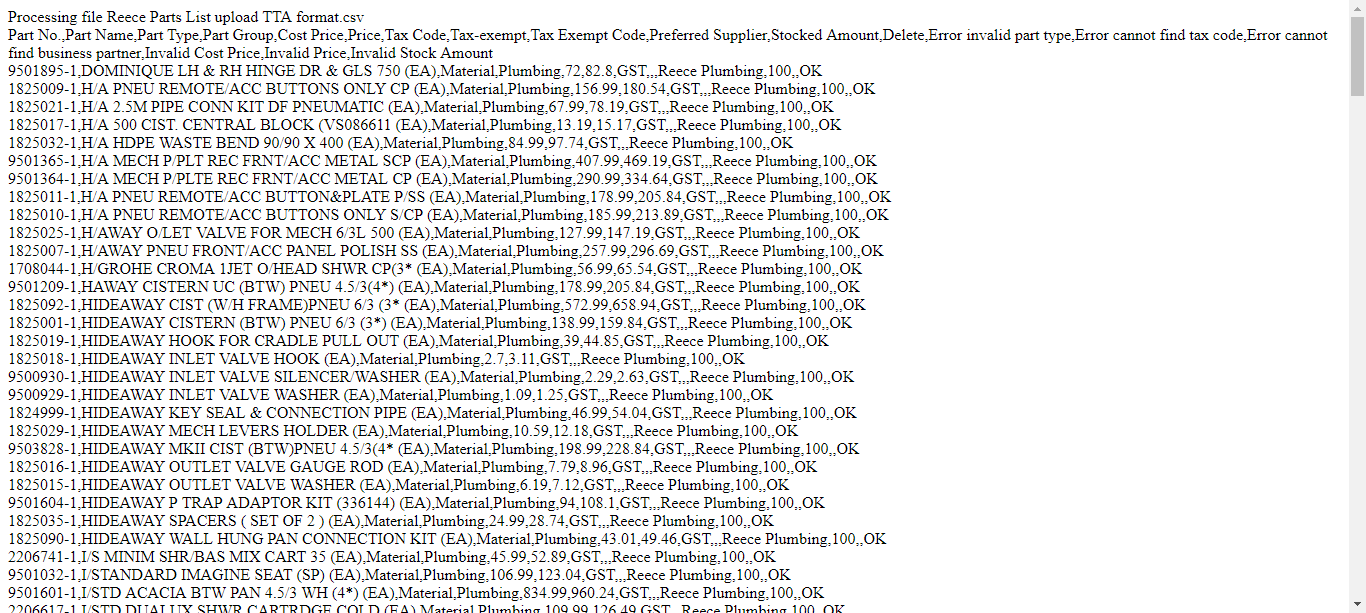 Processing file Reece Parts List upload TTA format.csv
Part No.,Part Name,Part Type,Part Group,Cost Price,Price,Tax Code,Tax-exempt,Tax Exempt Code,Preferred Supplier,Stocked Amount,Delete,Error invalid part type,Error cannot find tax code,Error cannot
find business partner,Invalid Cost Price,Invalid Price,Invalid Stock Amount
9501895-1,DOMINIQUE LH & RH HINGE DR & GLS 750 (EA),Material,Plumbing,72,82.8,GST,,,Reece Plumbing,100,,OK
1825009-1,H/A PNEU REMOTE/ACC BUTTONS ONLY CP (EA),Material,Plumbing,156.99,180.54,GST,,,Reece Plumbing,100,,OK
1825021-1,H/A 2.5M PIPE CONN KIT DF PNEUMATIC (EA),Material,Plumbing,67.99,78.19,GST,,,Reece Plumbing,100,,OK
1825017-1,H/A 500 CIST. CENTRAL BLOCK (VS086611 (EA),Material,Plumbing,13.19,15.17,GST,,,Reece Plumbing,100,,OK
1825032-1,H/A HDPE WASTE BEND 90/90 X 400 (EA),Material,Plumbing,84.99,97.74,GST,,,Reece Plumbing,100,,OK
9501365-1,H/A MECH P/PLT REC FRNT/ACC METAL SCP (EA),Material,Plumbing,407.99,469.19,GST,,,Reece Plumbing,100,,OK
9501364-1,H/A MECH P/PLTE REC FRNT/ACC METAL CP (EA),Material,Plumbing,290.99,334.64,GST,,,Reece Plumbing,100,,OK
1825011-1,H/A PNEU REMOTE/ACC BUTTON&PLATE P/SS (EA),Material,Plumbing,178.99,205.84,GST,,,Reece Plumbing,100,,OK
1825010-1,H/A PNEU REMOTE/ACC BUTTONS ONLY S/CP (EA),Material,Plumbing,185.99,213.89,GST,,,Reece Plumbing,100,,OK
1825025-1,H/AWAY O/LET VALVE FOR MECH 6/3L 500 (EA),Material,Plumbing,127.99,147.19,GST,,,Reece Plumbing,100,,OK
1825007-1,H/AWAY PNEU FRONT/ACC PANEL POLISH SS (EA),Material,Plumbing,257.99,296.69,GST,,,Reece Plumbing,100,,OK
1708044-1,H/GROHE CROMA 1JET O/HEAD SHWR CP(3* (EA),Material,Plumbing,56.99,65.54,GST,,,Reece Plumbing,100,,OK
9501209-1,HAWAY CISTERN UC (BTW) PNEU 4.5/3(4*) (EA),Material,Plumbing,178.99,205.84,GST,,,Reece Plumbing,100,,OK
1825092-1,HIDEAWAY CIST (W/H FRAME)PNEU 6/3 (3* (EA),Material,Plumbing,572.99,658.94,GST,,,Reece Plumbing,100,,OK
1825001-1,HIDEAWAY CISTERN (BTW) PNEU 6/3 (3*) (EA),Material,Plumbing,138.99,159.84,GST,,,Reece Plumbing,100,,OK
1825019-1,HIDEAWAY HOOK FOR CRADLE PULL OUT (EA),Material,Plumbing,39,44.85,GST,,,Reece Plumbing,100,,OK
1825018-1,HIDEAWAY INLET VALVE HOOK (EA),Material,Plumbing,2.7,3.11,GST,,,Reece Plumbing,100,,OK
9500930-1,HIDEAWAY INLET VALVE SILENCER/WASHER (EA),Material,Plumbing,2.29,2.63,GST,,,Reece Plumbing,100,,OK
9500929-1,HIDEAWAY INLET VALVE WASHER (EA),Material,Plumbing,1.09,1.25,GST,,,Reece Plumbing,100,,OK
1824999-1,HIDEAWAY KEY SEAL & CONNECTION PIPE (EA),Material,Plumbing,46.99,54.04,GST,,,Reece Plumbing,100,,OK
1825029-1,HIDEAWAY MECH LEVERS HOLDER (EA),Material,Plumbing,10.59,12.18,GST,,,Reece Plumbing,100,,OK
9503828-1,HIDEAWAY MKII CIST (BTW)PNEU 4.5/3(4* (EA),Material,Plumbing,198.99,228.84,GST,,,Reece Plumbing,100,,OK
1825016-1,HIDEAWAY OUTLET VALVE GAUGE ROD (EA),Material,Plumbing,7.79,8.96,GST,,,Reece Plumbing,100,,OK
1825015-1,HIDEAWAY OUTLET VALVE WASHER (EA),Material,Plumbing,6.19,7.12,GST,,,Reece Plumbing,100,,OK
9501604-1,HIDEAWAY P TRAP ADAPTOR KIT (336144) (EA),Material,Plumbing,94,108.1,GST,,,Reece Plumbing,100,,OK
1825035-1,HIDEAWAY SPACERS ( SET OF 2 ) (EA),Material,Plumbing,24.99,28.74,GST,,,Reece Plumbing,100,,OK
1825090-1,HIDEAWAY WALL HUNG PAN CONNECTION KIT (EA),Material,Plumbing,43.01,49.46,GST,,,Reece Plumbing,100,,OK
2206741-1,I/S MINIM SHR/BAS MIX CART 35 (EA),Material,Plumbing,45.99,52.89,GST,,,Reece Plumbing,100,,OK
9501032-1,I/STANDARD IMAGINE SEAT (SP) (EA),Material,Plumbing,106.99,123.04,GST,,,Reece Plumbing,100,,OK
9501601-1,I/STD ACACIA BTW PAN 4.5/3 WH (4*) (EA),Material,Plumbing,834.99,960.24,GST,,,Reece Plumbing,100,,OK
2206617-1,I/STD DUALUX SHWR CARTRDGE COLD (EA),Material,Plumbing,109.99,126.49,GST,,,Reece Plumbing,100,,OK